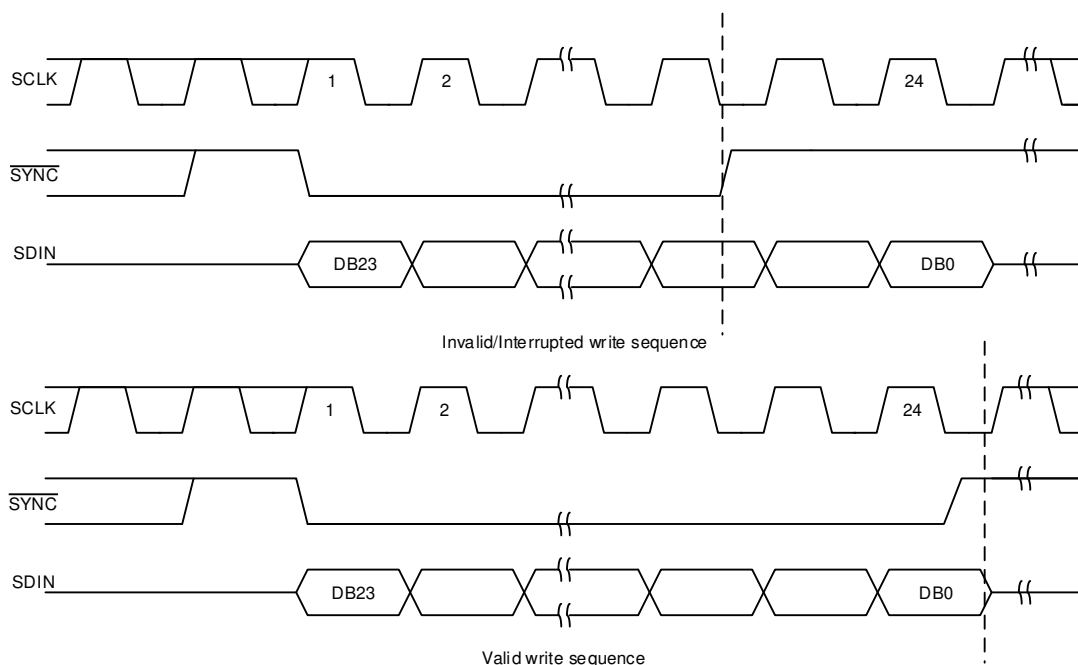 SCLK 1 2 24
SYNC
SDIN DB23 DB0
Invalid/Interrupted write sequence
SCLK 1 2 24
SYNC
SDIN DB23 DB0
Valid write sequence